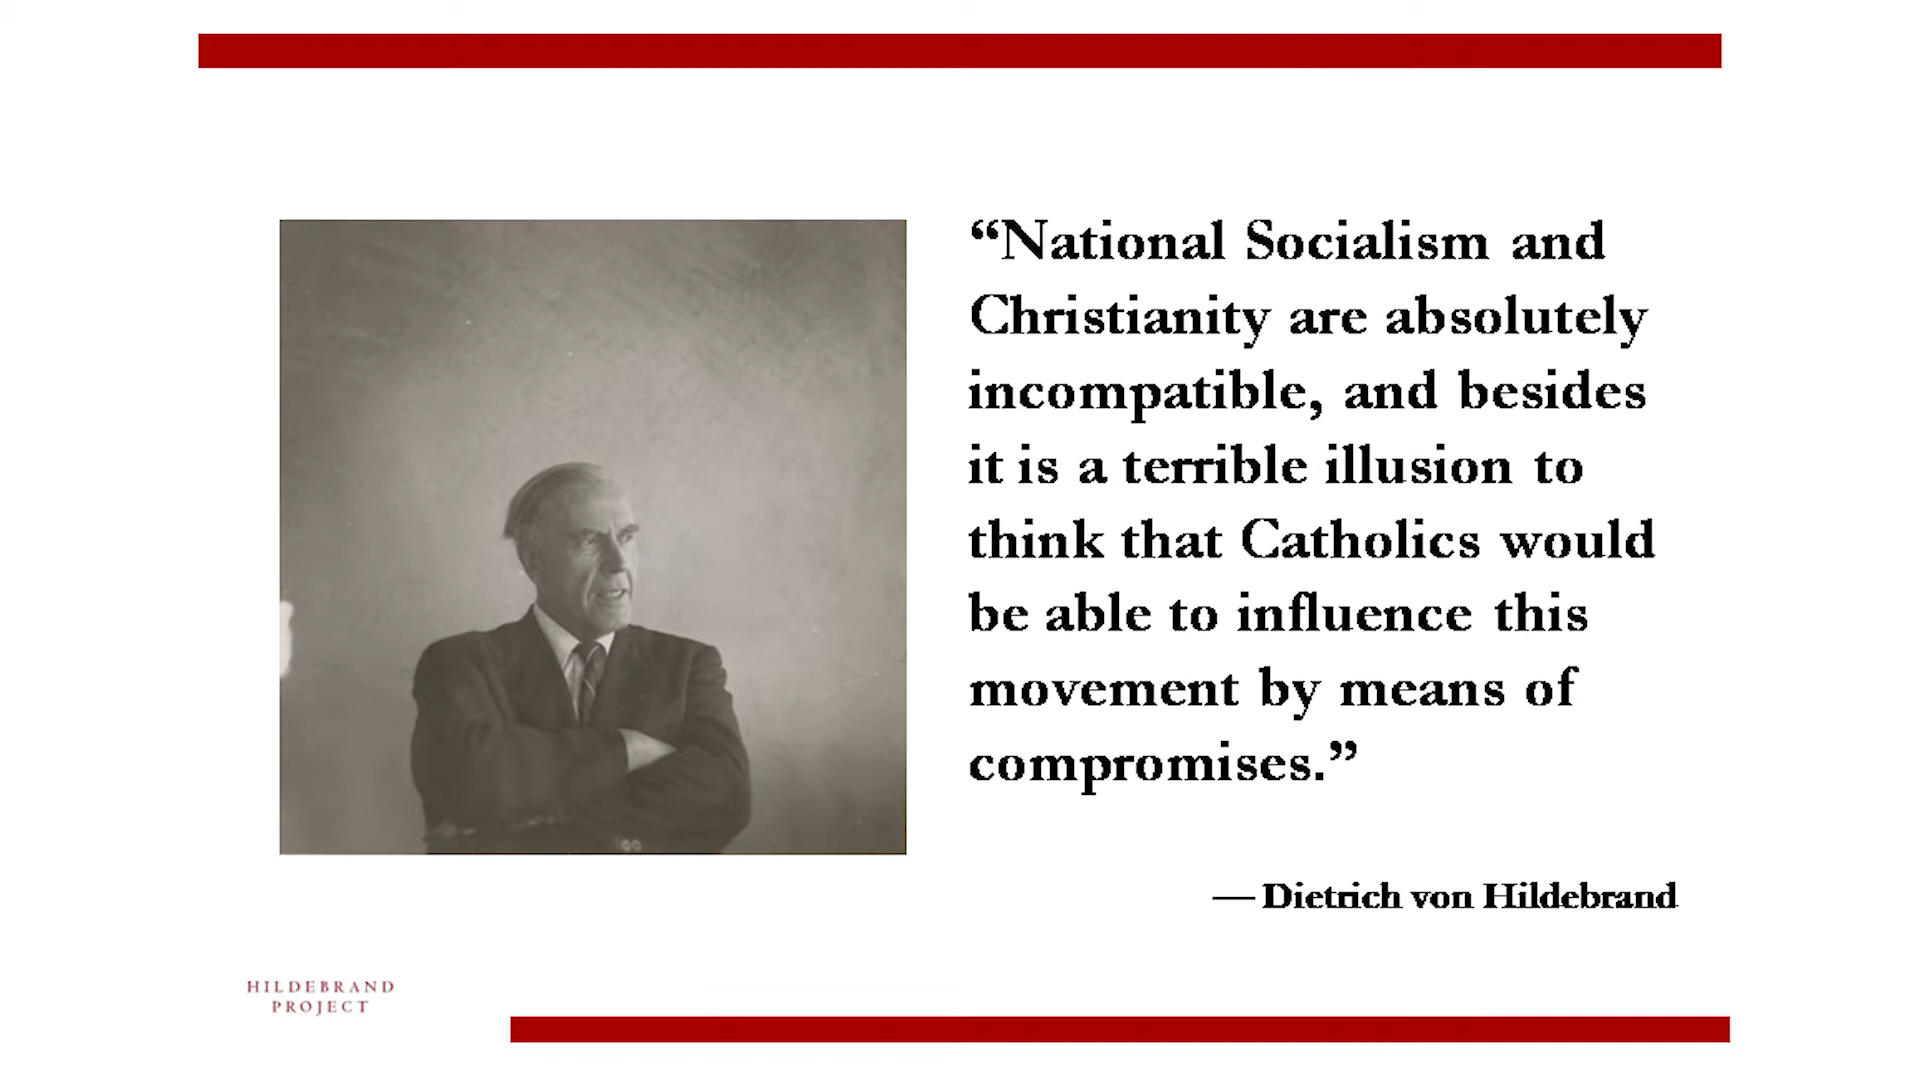 “National Socialism and
Christianity are absolutely
incompatible, and besides
it is a terrible illusion to
think that Catholics would
be able to influence this
movement by means of
compromises.”
— Dietrich von Hildebrand
HILDEBRAND
PROJECT